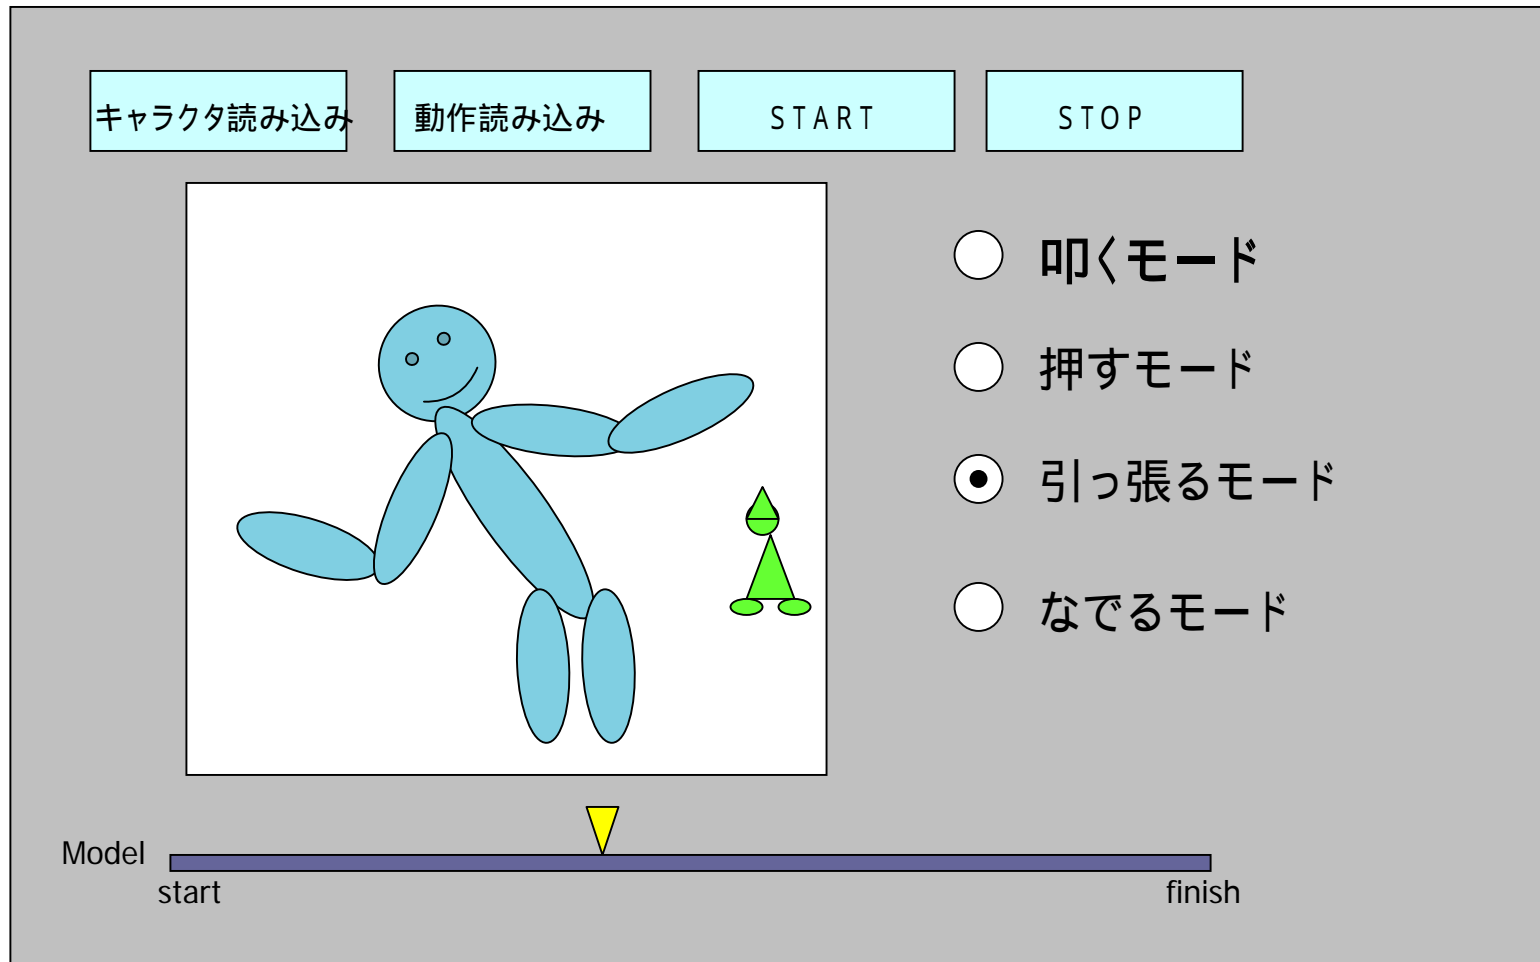 キャラクタ読み込み
動作読み込み
START
STOP
叩くモード
押すモード
引っ張るモード
なでるモード
Model
start
finish